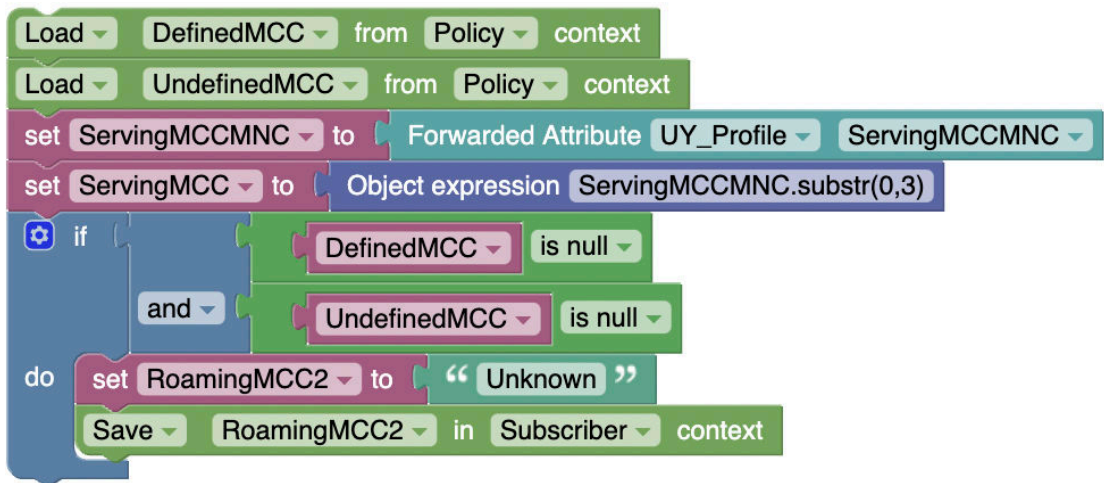 Load DefinedMCC from Policy context
Load UndefinedMCC from Policy context
set ServingMCCMNC to Forwarded Attribute UY_Profile ServingMCCMNC
set ServingMCC to Object expression ServingMCCMNC.substr(0,3)
if DefinedMCC is null
and UndefinedMCC is null
do set RoamingMCC2 to “ Unknown ”
Save RoamingMCC2 in Subscriber context